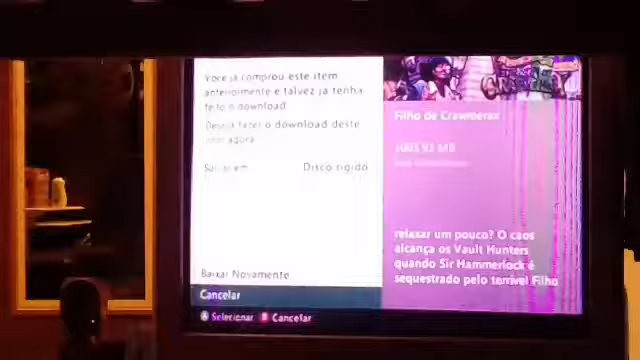 Você já comprou este item
anteriormente e talvez já tenha
feito o download.
Deseja fazer o download deste
item agora
Salvar em
Disco rígido
Baixar Novamente
Cancelar
Selecionar
Cancelar
Filho de Crawmerax
1003.93 MB
relaxar um pouco? O caos
alcança os Vault Hunters
quando Sir Hammerlock é
sequestrado pelo terrível Filho